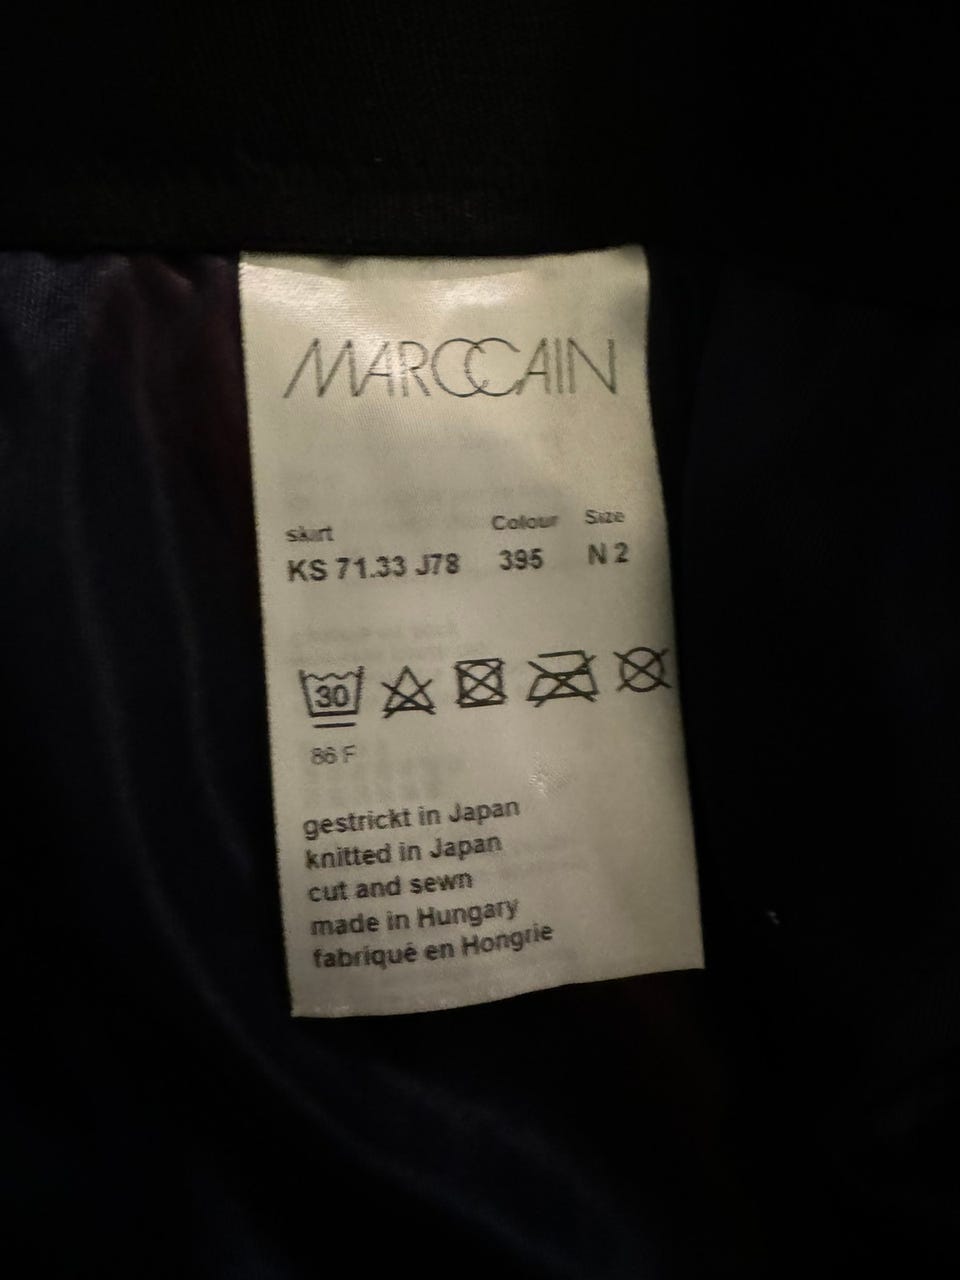 MARCCAIN
skirt Colour Size
KS 71.33 J78 395 N 2
30
86 F
gestrickt in Japan
knitted in Japan
cut and sewn
made in Hungary
fabriqué en Hongrie